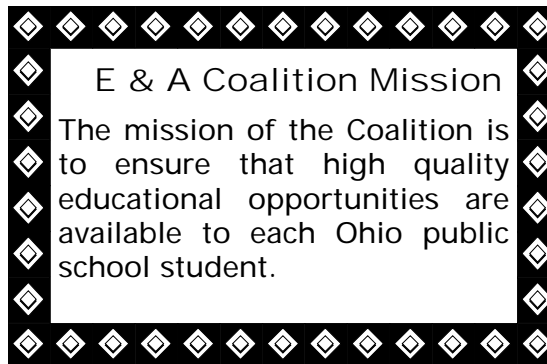 E & A Coalition Mission
The mission of the Coalition is
to ensure that high quality
educational opportunities are
available to each Ohio public
school student.